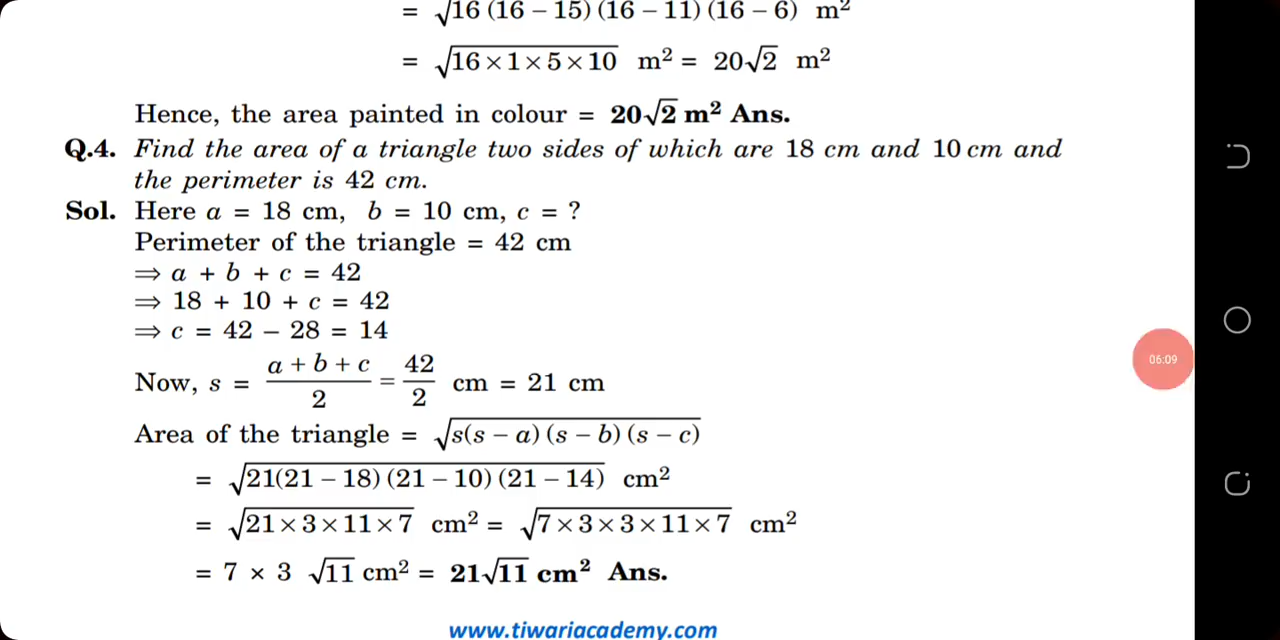 = √16 (16 – 15) (16 – 11) (16 – 6) m²
= √16 × 1 × 5 × 10 m² = 20√2 m²
Hence, the area painted in colour = 20√2 m² Ans.
Q.4. Find the area of a triangle two sides of which are 18 cm and 10 cm and
the perimeter is 42 cm.
Sol. Here a = 18 cm, b = 10 cm, c = ?
Perimeter of the triangle = 42 cm
⟹ a + b + c = 42
⟹ 18 + 10 + c = 42
⟹ c = 42 – 28 = 14
Now, s = (a + b + c)/2 = 42/2 cm = 21 cm
Area of the triangle = √s(s – a) (s – b) (s – c)
= √21(21 – 18) (21 – 10) (21 – 14) cm²
= √21 × 3 × 11 × 7 cm² = √7 × 3 × 3 × 11 × 7 cm²
= 7 × 3 √11 cm² = 21√11 cm² Ans.
www.tiwariacademy.com
06:09